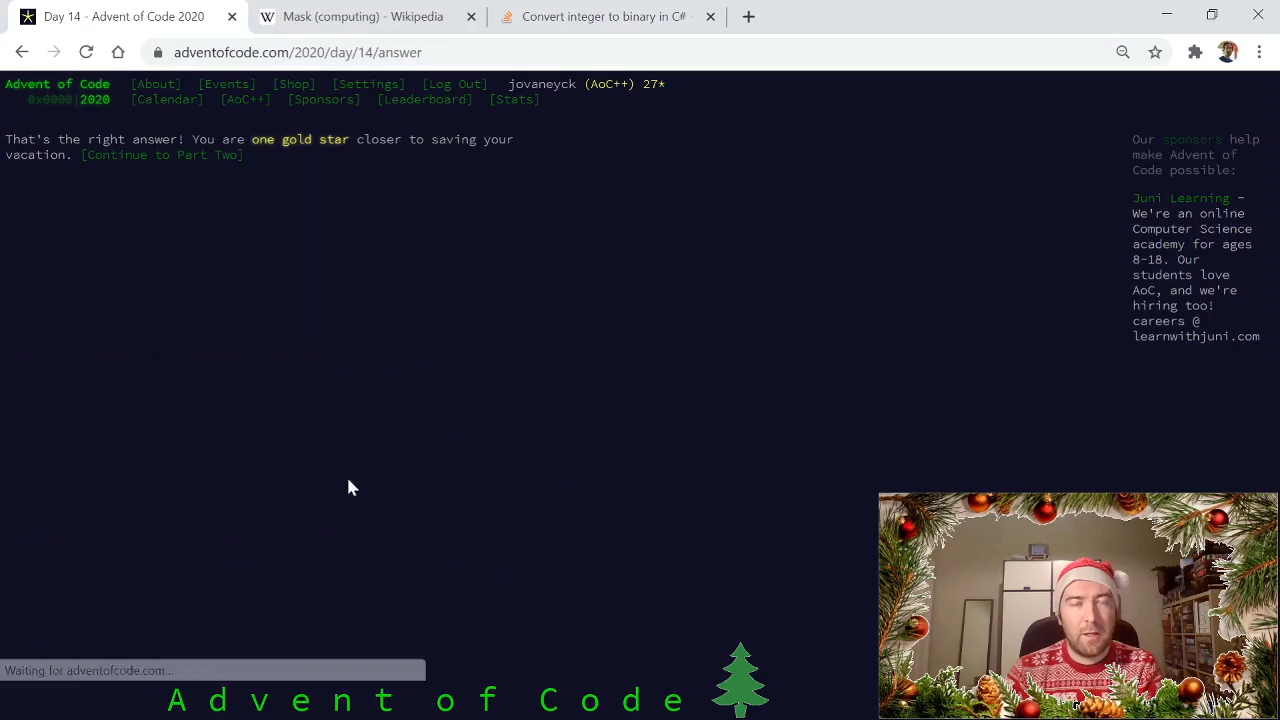 Day 14 - Advent of Code 2020
Mask (computing) - Wikipedia
Convert integer to binary in C# -
adventofcode.com/2020/day/14/answer
Advent of Code [About] [Events] [Shop] [Settings] [Log Out] jovaneyck (AoC++) 27*
0x0000|2020 [Calendar] [AoC++] [Sponsors] [Leaderboard] [Stats]
That's the right answer! You are one gold star closer to saving your
vacation. [Continue to Part Two]
Our sponsors help
make Advent of
Code possible:
Juni Learning -
We're an online
Computer Science
academy for ages
8-18. Our
students love
AoC, and we're
hiring too!
careers @
learnwithjuni.com
Waiting for adventofcode.com...
Advent of Code